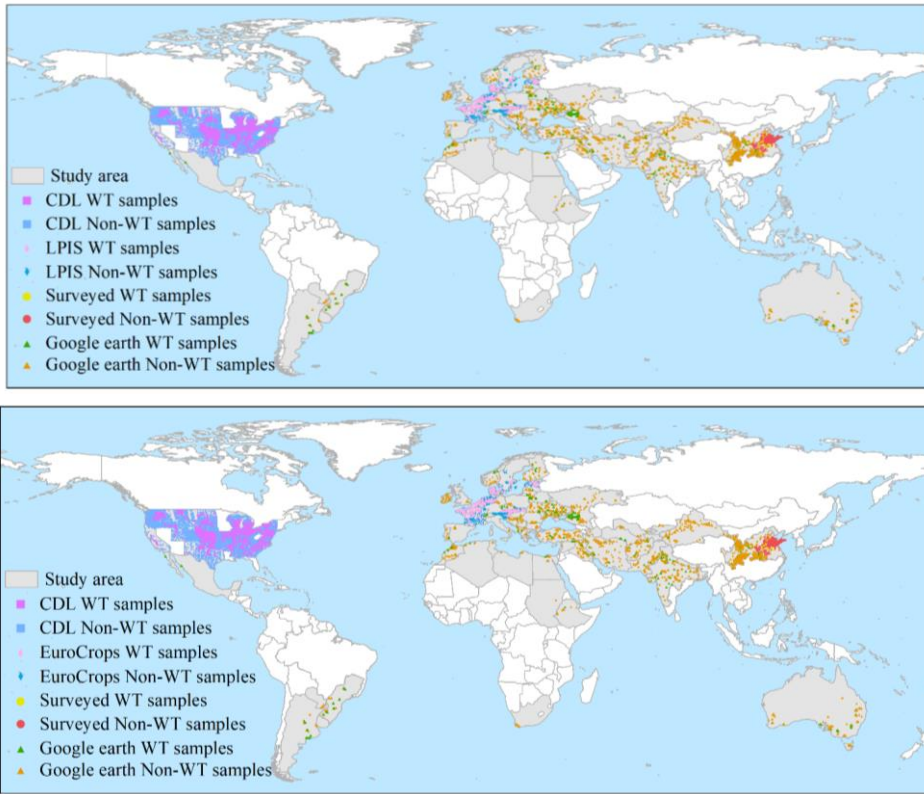 Study area
CDL WT samples
CDL Non-WT samples
LPIS WT samples
LPIS Non-WT samples
Surveyed WT samples
Surveyed Non-WT samples
Google earth WT samples
Google earth Non-WT samples
Study area
CDL WT samples
CDL Non-WT samples
EuroCrops WT samples
EuroCrops Non-WT samples
Surveyed WT samples
Surveyed Non-WT samples
Google earth WT samples
Google earth Non-WT samples